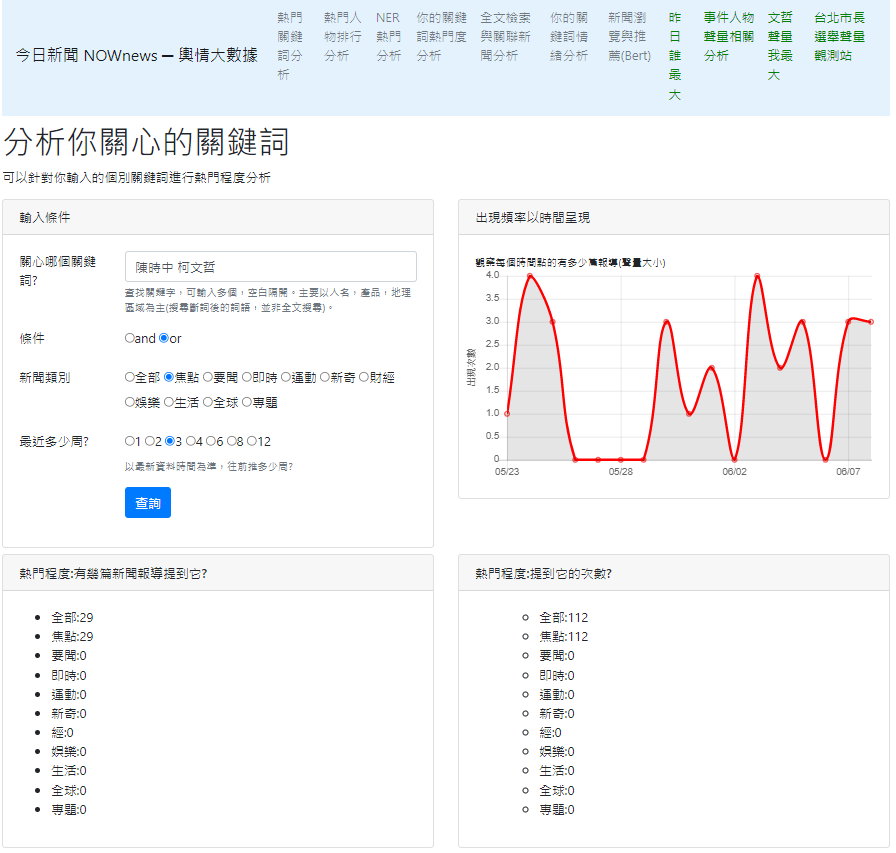 今日新聞 NOWnews — 輿情大數據
熱門
關鍵
詞分
析
熱門人
物排行
分析
NER
熱門
分析
你的關鍵
詞熱門度
分析
全文檢索
與關聯新
聞分析
你的關
鍵詞情
緒分析
新聞瀏
覽與推
薦(Bert)
昨
日
誰
最
大
事件人物
聲量相關
分析
文哲
聲量
我最
大
台北市長
選舉聲量
觀測站
分析你關心的關鍵詞
可以針對你輸入的個別關鍵詞進行熱門程度分析
輸入條件
關心哪個關鍵
詞?
陳時中 柯文哲
查找關鍵字，可輸入多個，空白隔開。主要以人名，產品，地理
區域為主(搜尋斷詞後的詞語，並非全文搜尋)。
條件
and or
新聞類別
全部 焦點 要聞 即時 運動 新奇 財經
娛樂 生活 全球 專題
最近多少周?
1 2 3 4 6 8 12
以最新資料時間為準，往前推多少周?
查詢
出現頻率以時間呈現
觀察每個時間點的有多少篇報導(聲量大小)
出現次數
4.0
3.5
3.0
2.5
2.0
1.5
1.0
0.5
0
05/23 05/28 06/02 06/07
熱門程度:有幾篇新聞報導提到它?
全部:29
焦點:29
要聞:0
即時:0
運動:0
新奇:0
經:0
娛樂:0
生活:0
全球:0
專題:0
熱門程度:提到它的次數?
全部:112
焦點:112
要聞:0
即時:0
運動:0
新奇:0
經:0
娛樂:0
生活:0
全球:0
專題:0